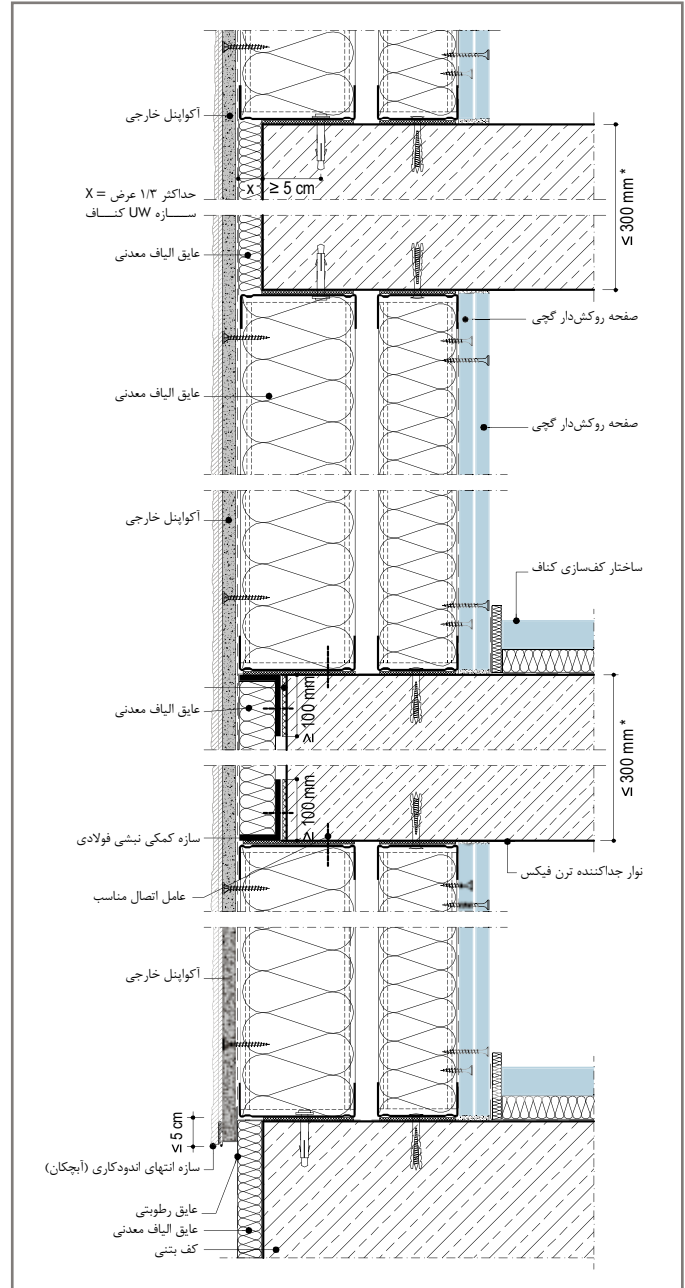 آکواپنل خارجی
X ≥ 5 cm
≤ 300 mm *
حداکثر ۱/۳ عرض = X
ســازه UW کنــاف
عایق الیاف معدنی
صفحه روکش‌دار گچی
عایق الیاف معدنی
صفحه روکش‌دار گچی
آکواپنل خارجی
ساختار کف‌سازی کناف
عایق الیاف معدنی
≥ 100 mm
≤ 300 mm *
≥ 100 mm
سازه کمکی نبشی فولادی
نوار جداکننده ترن فیکس
عامل اتصال مناسب
آکواپنل خارجی
≤ 5 cm
سازه انتهای اندودکاری (آبچکان)
عایق رطوبتی
عایق الیاف معدنی
کف بتنی